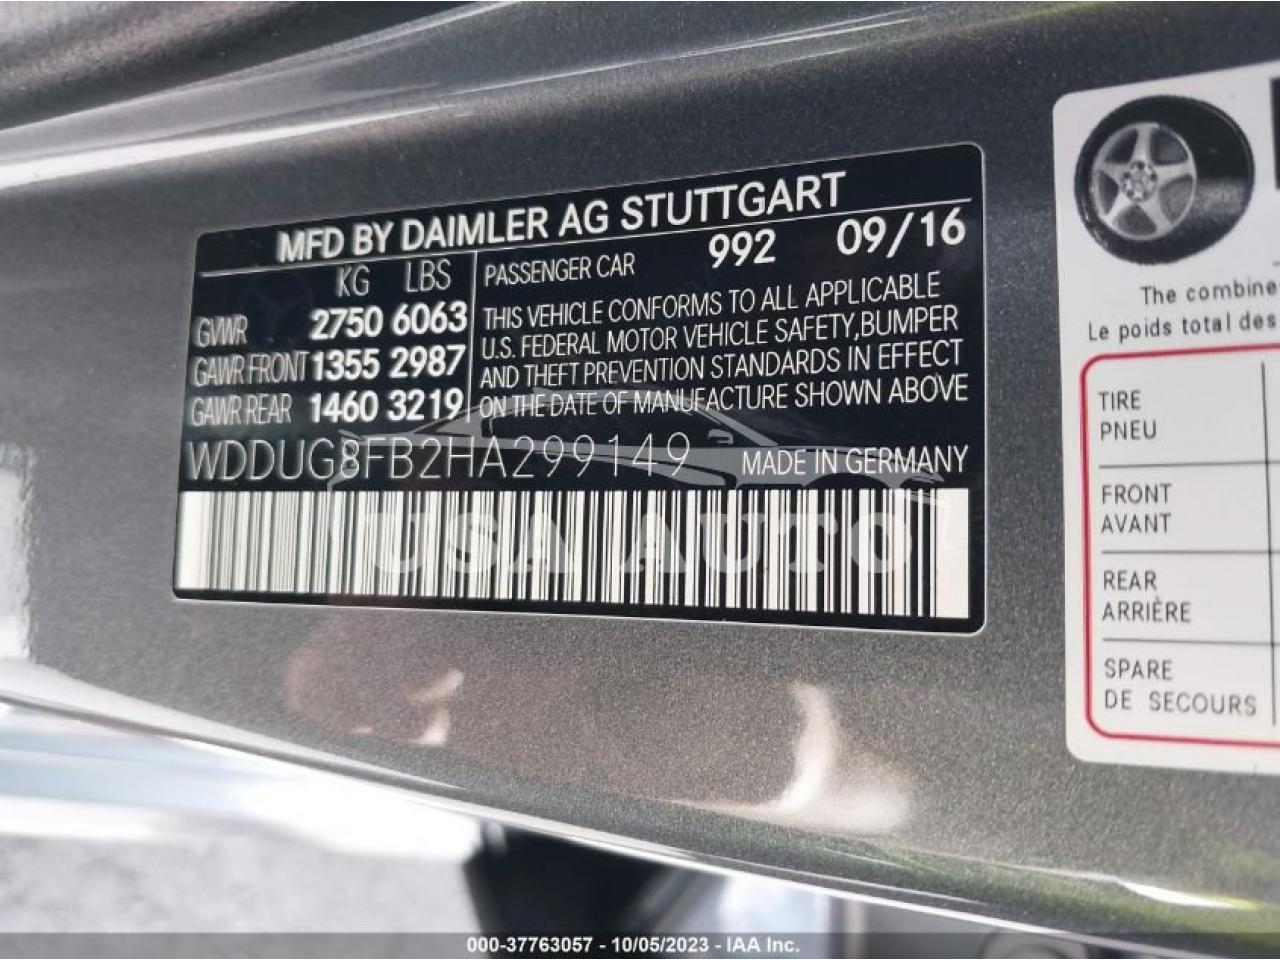 MFD BY DAIMLER AG STUTTGART
KG LBS
GVWR 2750 6063
GAWR FRONT 1355 2987
GAWR REAR 1460 3219
PASSENGER CAR 992 09/16
THIS VEHICLE CONFORMS TO ALL APPLICABLE
U.S. FEDERAL MOTOR VEHICLE SAFETY, BUMPER
AND THEFT PREVENTION STANDARDS IN EFFECT
ON THE DATE OF MANUFACTURE SHOWN ABOVE
WDDUG8FB2HA299149 MADE IN GERMANY
USA AUTO
The combine
Le poids total des
TIRE
PNEU
FRONT
AVANT
REAR
ARRIÈRE
SPARE
DE SECOURS
000-37763057 - 10/05/2023 - IAA Inc.